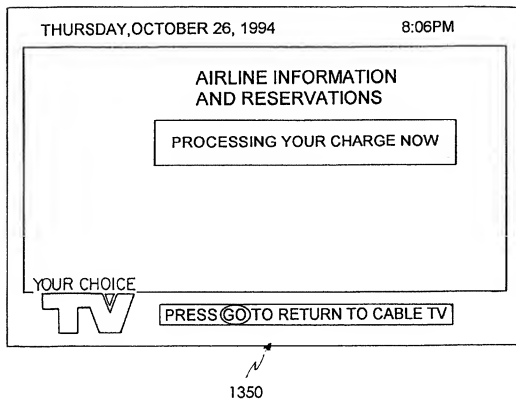 THURSDAY,OCTOBER 26, 1994 8:06PM
AIRLINE INFORMATION
AND RESERVATIONS
PROCESSING YOUR CHARGE NOW
YOUR CHOICE
TV
PRESS GO TO RETURN TO CABLE TV
1350